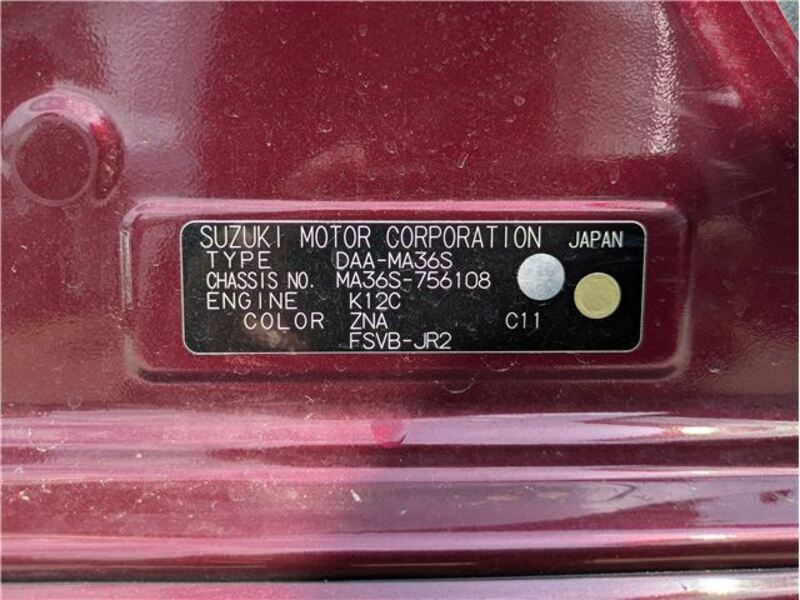 SUZUKI MOTOR CORPORATION JAPAN
TYPE DAA-MA36S
CHASSIS NO. MA36S-756108
ENGINE K12C
COLOR ZNA C11
FSVB-JR2